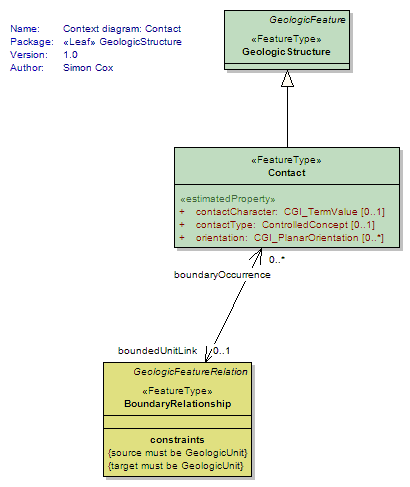 Name: Context diagram: Contact
Package: «Leaf» GeologicStructure
Version: 1.0
Author: Simon Cox
GeologicFeature
«FeatureType»
GeologicStructure
«FeatureType»
Contact
«estimatedProperty»
+ contactCharacter: CGI_TermValue [0..1]
+ contactType: ControlledConcept [0..1]
+ orientation: CGI_PlanarOrientation [0..*]
0..*
boundaryOccurrence
boundedUnitLink 0..1
GeologicFeatureRelation
«FeatureType»
BoundaryRelationship
constraints
{source must be GeologicUnit}
{target must be GeologicUnit}